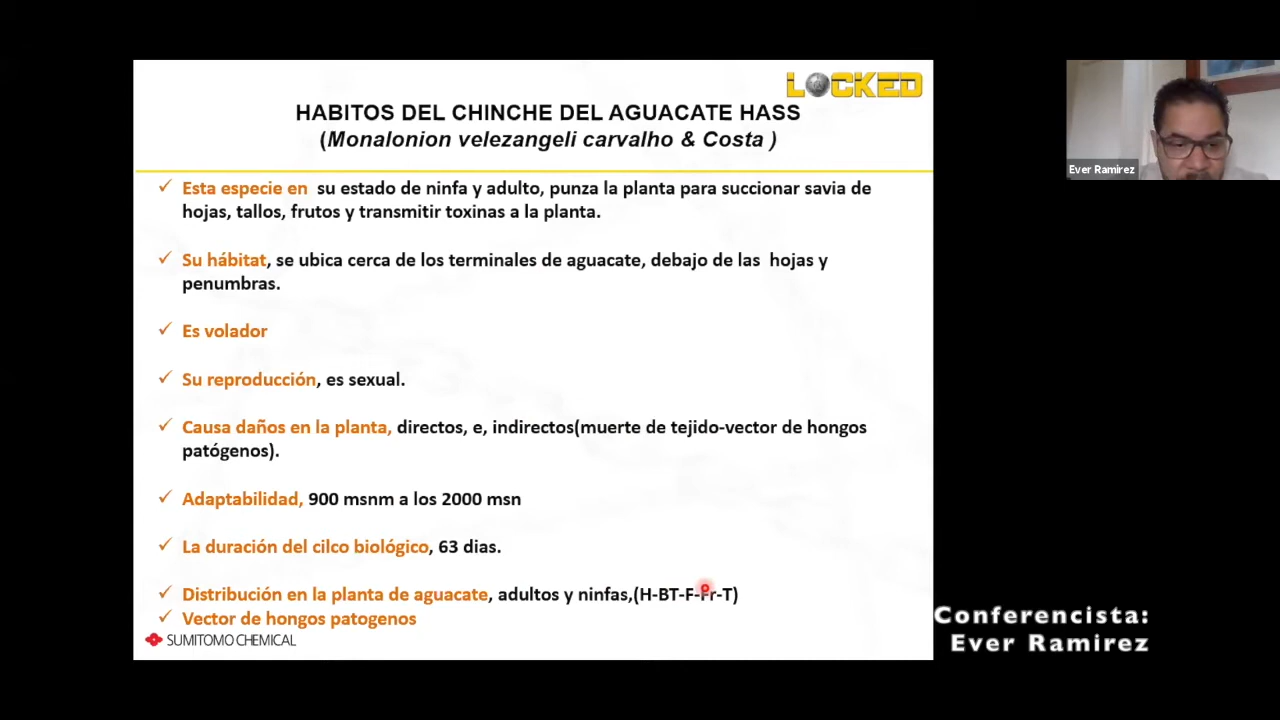 LOCKED
HABITOS DEL CHINCHE DEL AGUACATE HASS
(Monalonion velezangeli carvalho & Costa )
✓ Esta especie en su estado de ninfa y adulto, punza la planta para succionar savia de
hojas, tallos, frutos y transmitir toxinas a la planta.
✓ Su hábitat, se ubica cerca de los terminales de aguacate, debajo de las hojas y
penumbras.
✓ Es volador
✓ Su reproducción, es sexual.
✓ Causa daños en la planta, directos, e, indirectos(muerte de tejido-vector de hongos
patógenos).
✓ Adaptabilidad, 900 msnm a los 2000 msn
✓ La duración del cilco biológico, 63 dias.
✓ Distribución en la planta de aguacate, adultos y ninfas,(H-BT-F-Fr-T)
✓ Vector de hongos patogenos
SUMITOMO CHEMICAL
Ever Ramirez
Conferencista:
Ever Ramirez